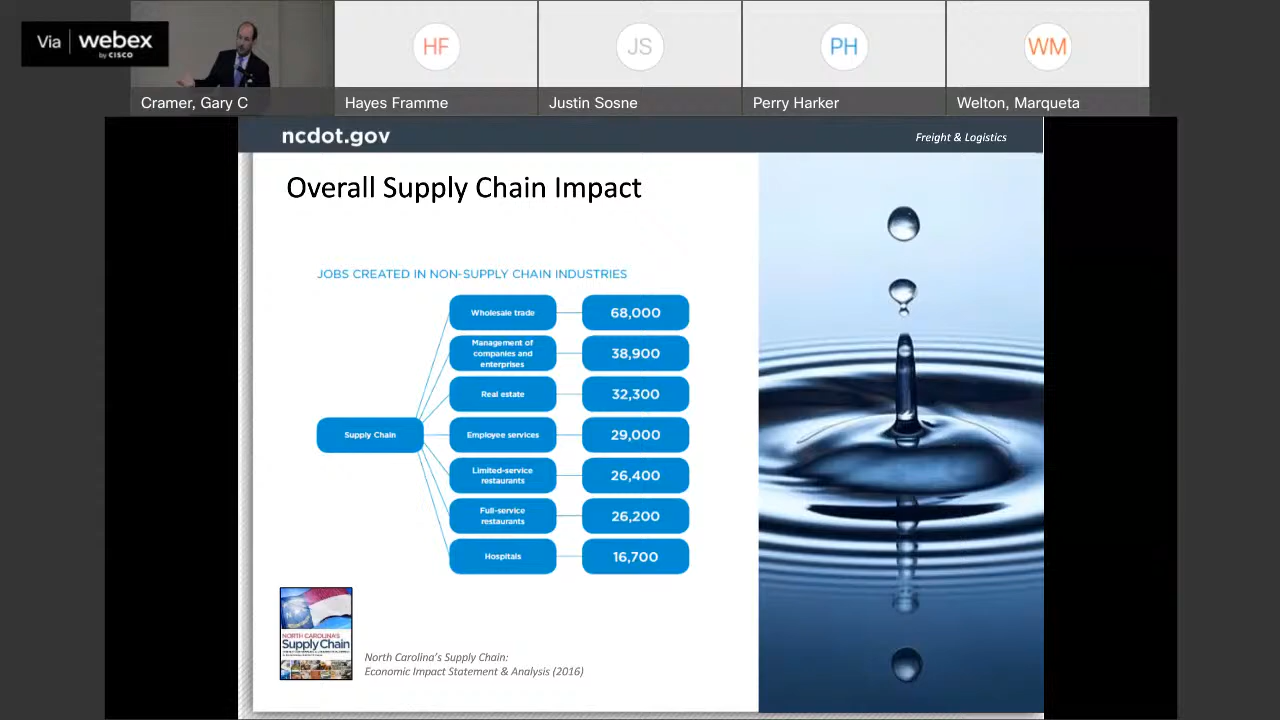 Via webex
by CISCO
HF
JS
PH
WM
Cramer, Gary C
Hayes Framme
Justin Sosne
Perry Harker
Welton, Marqueta
ncdot.gov
Freight & Logistics
Overall Supply Chain Impact
JOBS CREATED IN NON-SUPPLY CHAIN INDUSTRIES
Supply Chain
Wholesale trade
68,000
Management of
companies and
enterprises
38,900
Real estate
32,300
Employee services
29,000
Limited-service
restaurants
26,400
Full-service
restaurants
26,200
Hospitals
16,700
NORTH CAROLINA'S
Supply Chain
North Carolina's Supply Chain:
Economic Impact Statement & Analysis (2016)